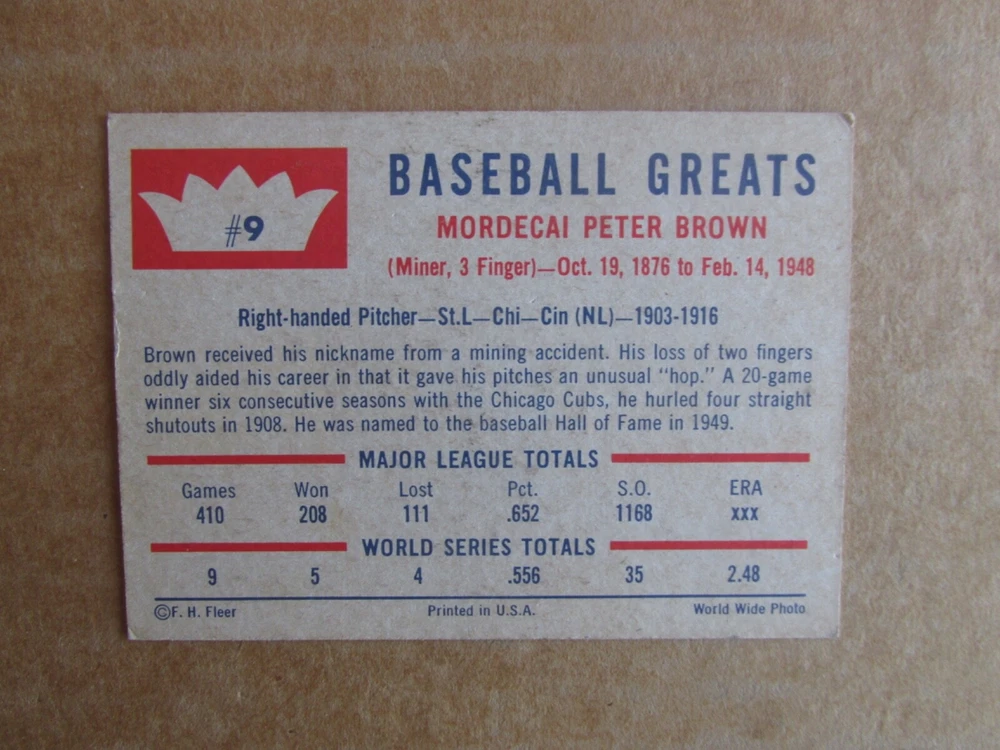 #9
BASEBALL GREATS
MORDECAI PETER BROWN
(Miner, 3 Finger)—Oct. 19, 1876 to Feb. 14, 1948
Right-handed Pitcher—St.L—Chi—Cin (NL)—1903-1916
Brown received his nickname from a mining accident. His loss of two fingers
oddly aided his career in that it gave his pitches an unusual "hop." A 20-game
winner six consecutive seasons with the Chicago Cubs, he hurled four straight
shutouts in 1908. He was named to the baseball Hall of Fame in 1949.
MAJOR LEAGUE TOTALS
Games Won Lost Pct. S.O. ERA
410 208 111 .652 1168 xxx
WORLD SERIES TOTALS
9 5 4 .556 35 2.48
©F. H. Fleer Printed in U.S.A. World Wide Photo